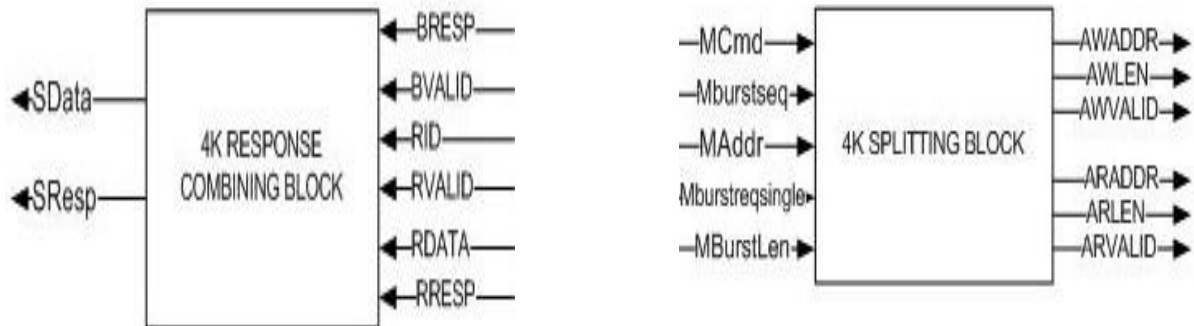 BRESP
BVALID
RID
RVALID
RDATA
RRESP
4K RESPONSE
COMBINING BLOCK
SData
SResp
MCmd
Mburstseq
MAddr
Mburstreqsingle
MBurstLen
4K SPLITTING BLOCK
AWADDR
AWLEN
AWVALID
ARADDR
ARLEN
ARVALID